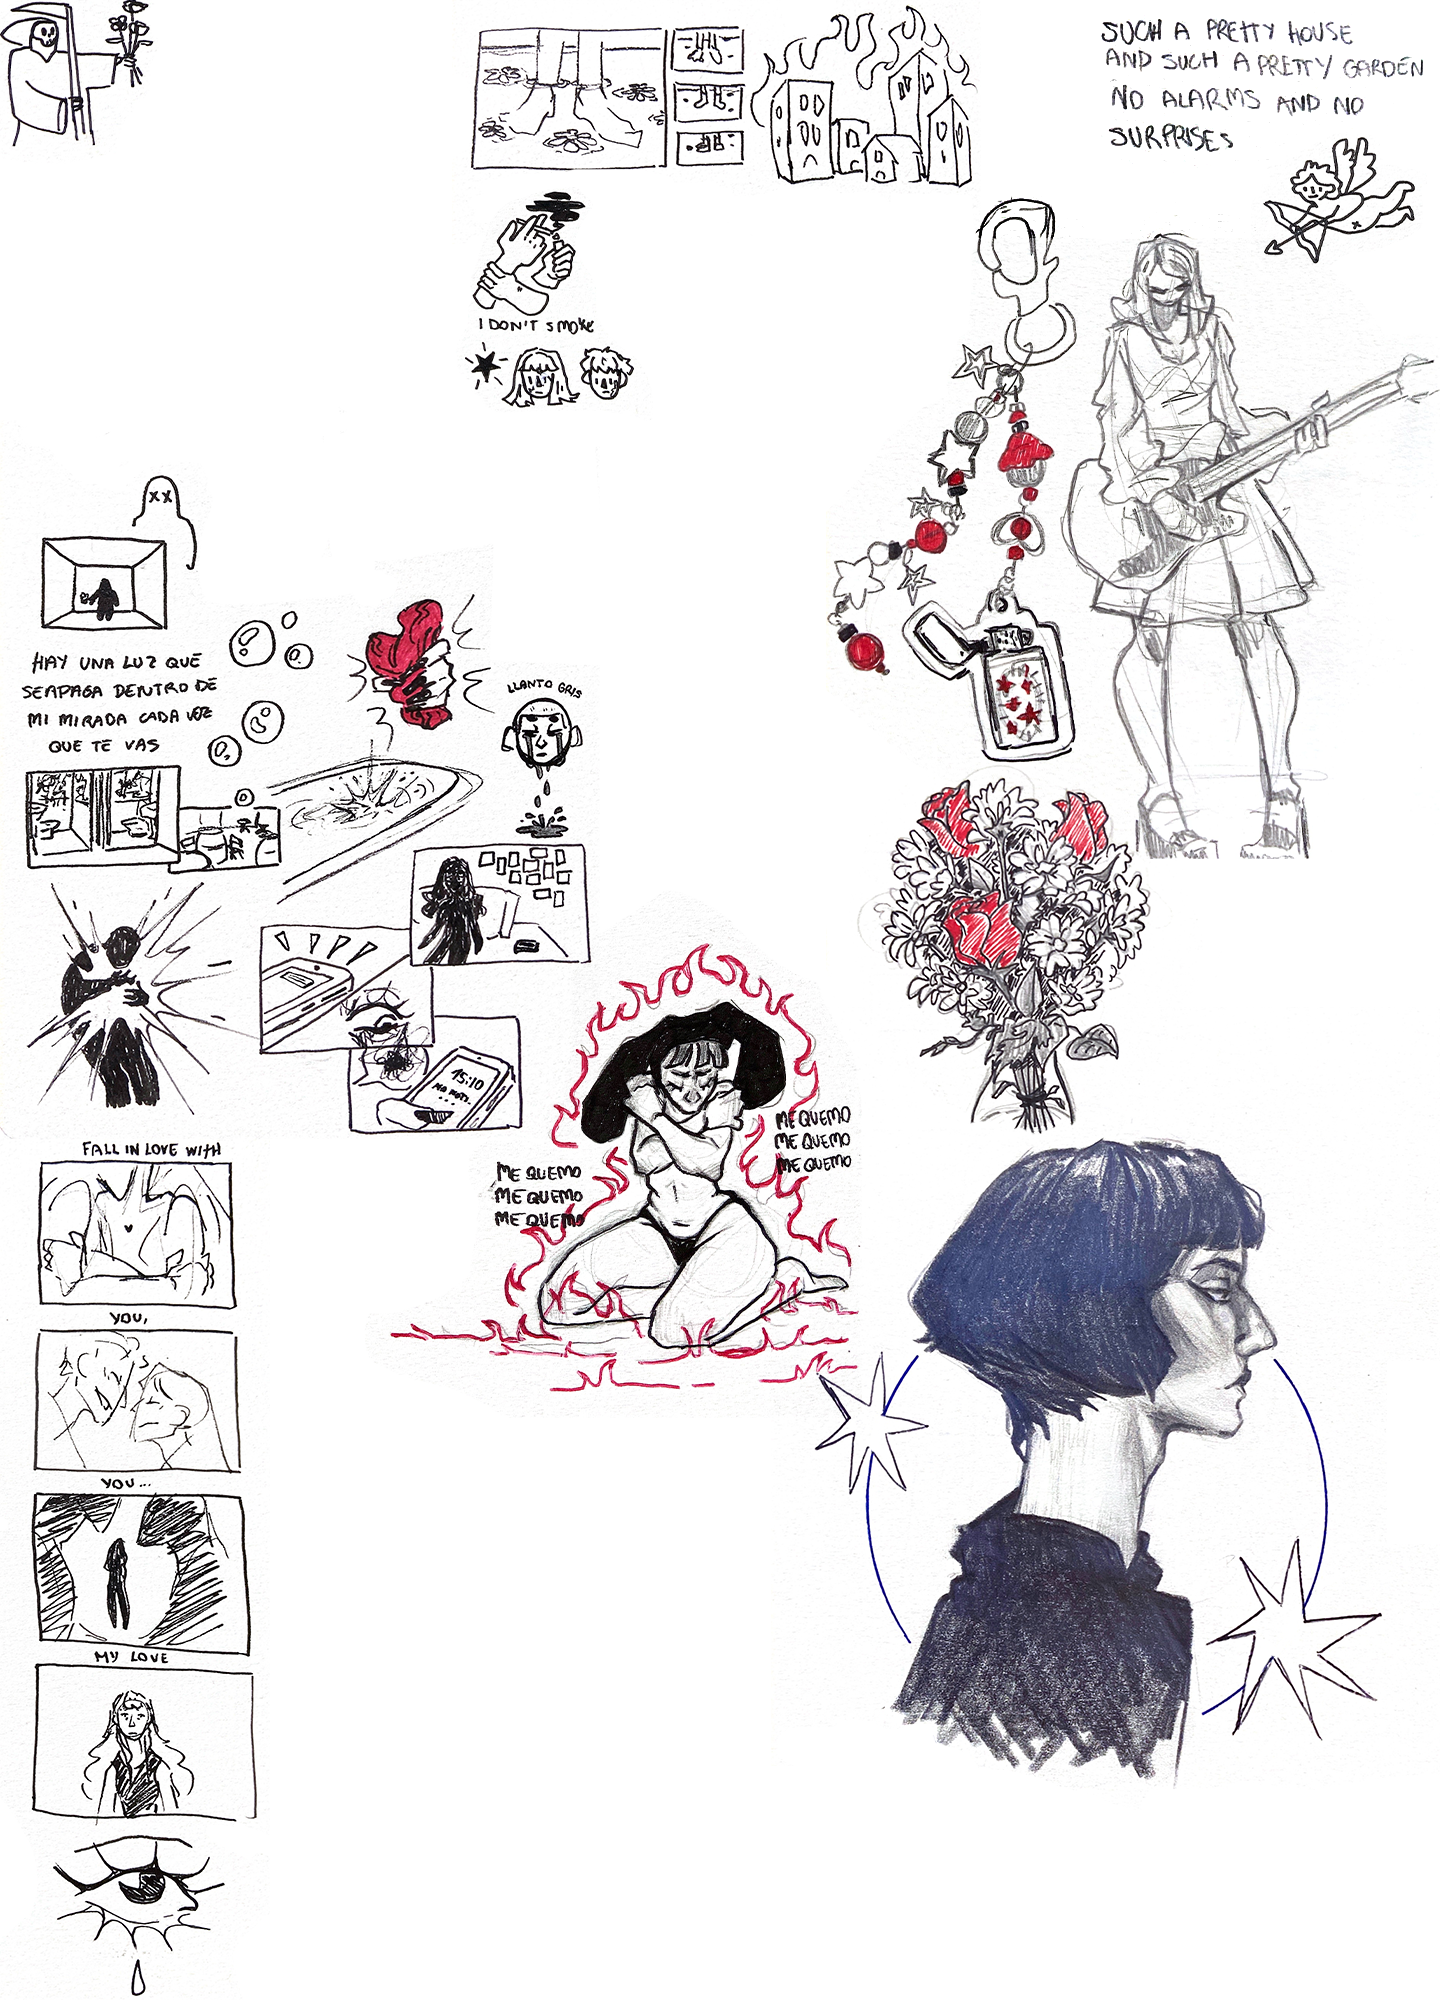 SUCH A PRETTY HOUSE
AND SUCH A PRETTY GARDEN
NO ALARMS AND NO
SURPRISES
I DON'T SMOKE
HAY UNA LUZ QUE
SE APAGA DENTRO DE
MI MIRADA CADA VEZ
QUE TE VAS
LLANTO GRIS
15:10
NO NOTI.
...
ME QUEMO
ME QUEMO
ME QUEMO
ME QUEMO
ME QUEMO
ME QUEMO
FALL IN LOVE WITH
YOU,
YOU...
MY LOVE